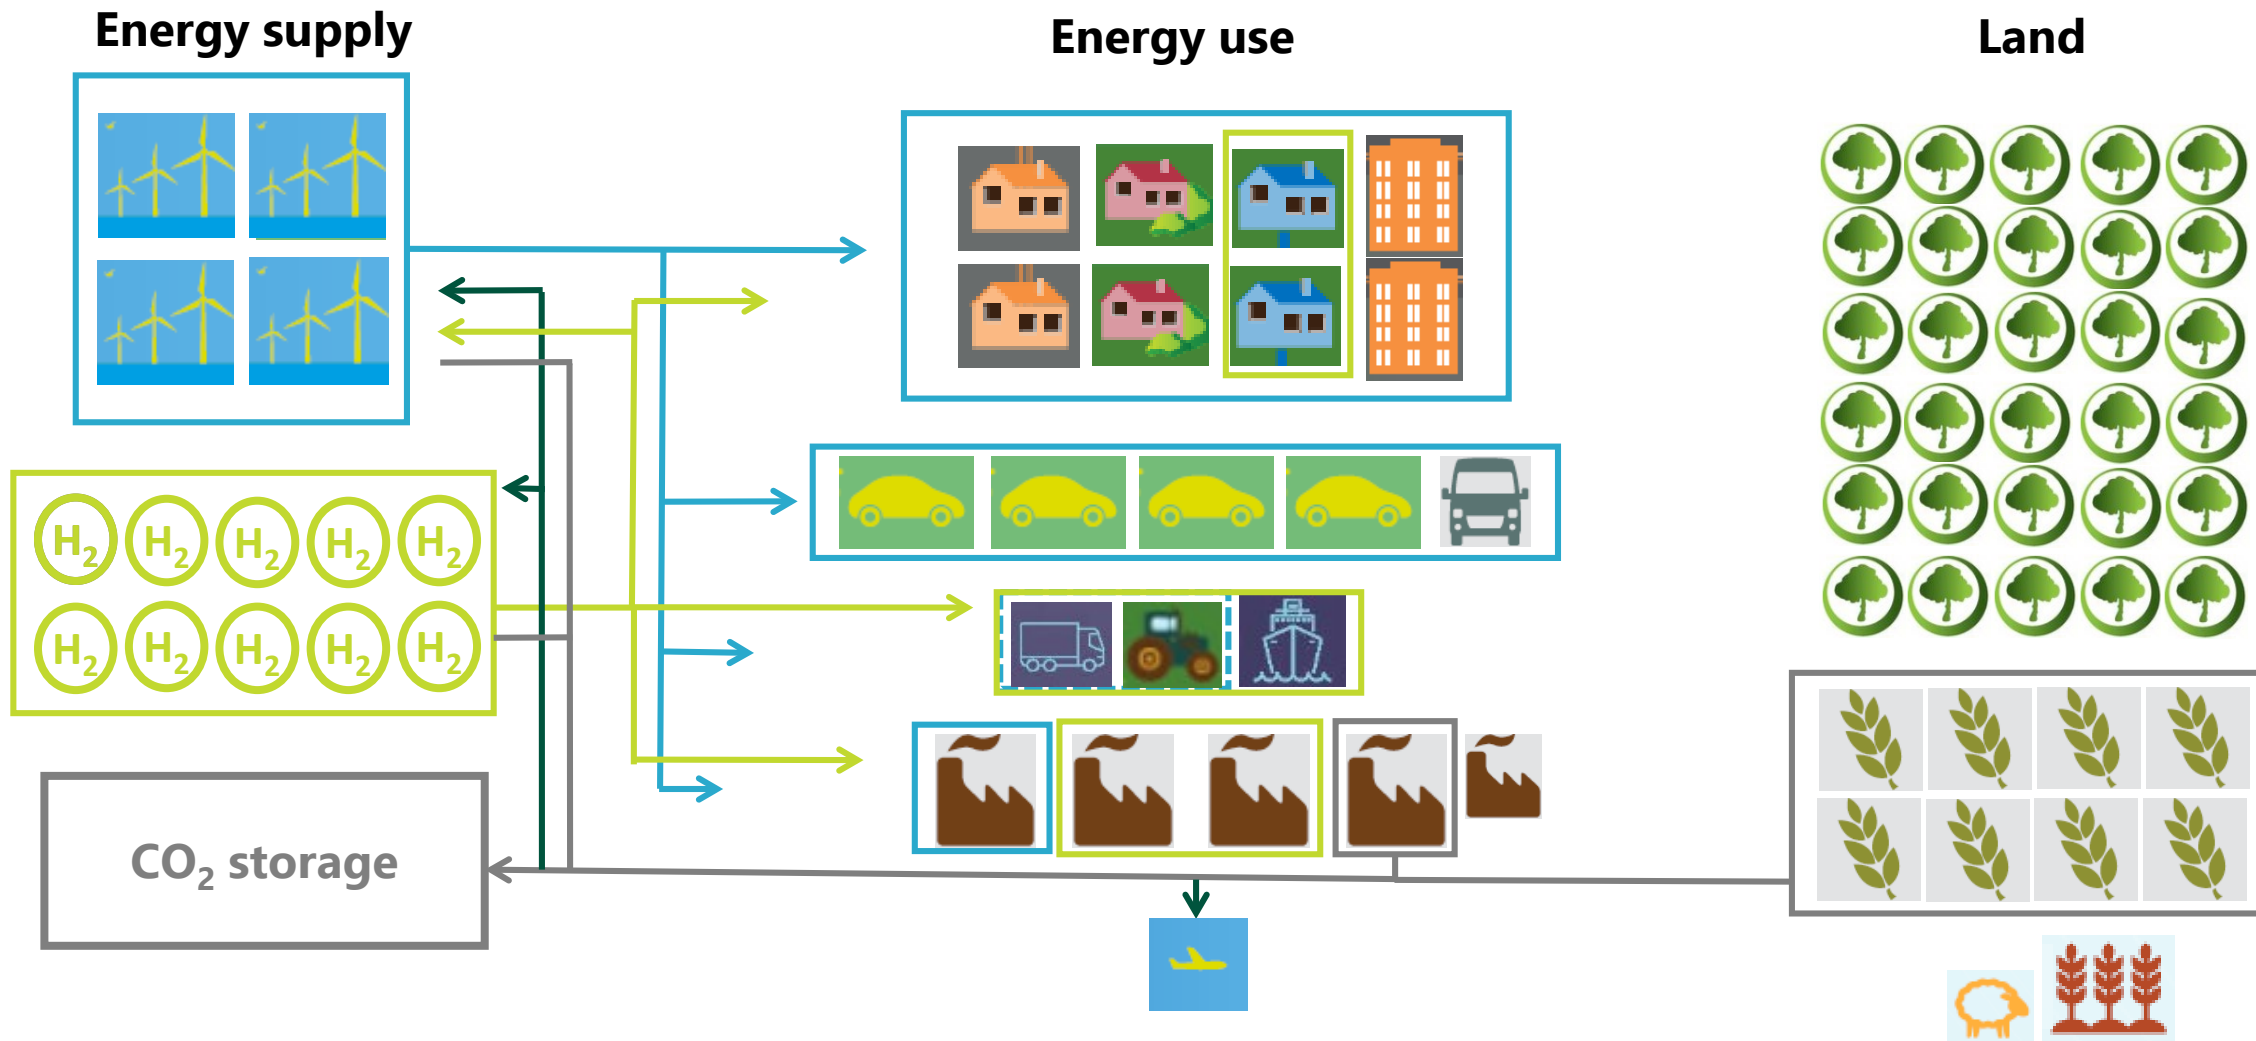 Energy supply
Energy use
Land
H₂ H₂ H₂ H₂ H₂
H₂ H₂ H₂ H₂ H₂
CO₂ storage